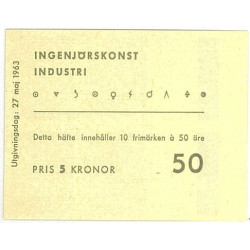 Utgivningsdag: 27 maj 1963
INGENJÖRSKONST
INDUSTRI
Detta häfte innehåller 10 frimärken à 50 öre
PRIS 5 KRONOR
50